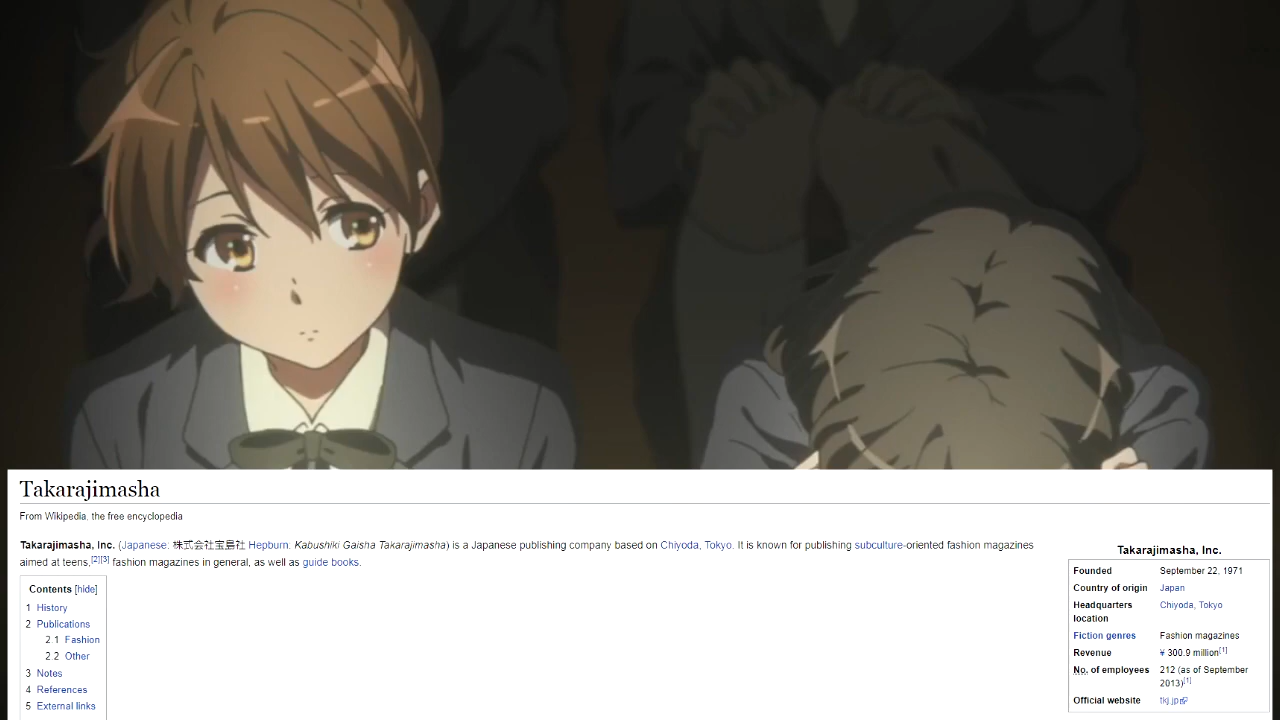 Takarajimasha
From Wikipedia, the free encyclopedia
Takarajimasha, Inc. (Japanese: 株式会社宝島社 Hepburn: Kabushiki Gaisha Takarajimasha) is a Japanese publishing company based on Chiyoda, Tokyo. It is known for publishing subculture-oriented fashion magazines
aimed at teens,[2][3] fashion magazines in general, as well as guide books.
Contents [hide]
1 History
2 Publications
2.1 Fashion
2.2 Other
3 Notes
4 References
5 External links
Takarajimasha, Inc.
Founded September 22, 1971
Country of origin Japan
Headquarters Chiyoda, Tokyo
location
Fiction genres Fashion magazines
Revenue ¥ 300.9 million[1]
No. of employees 212 (as of September
2013)[1]
Official website tkj.jp